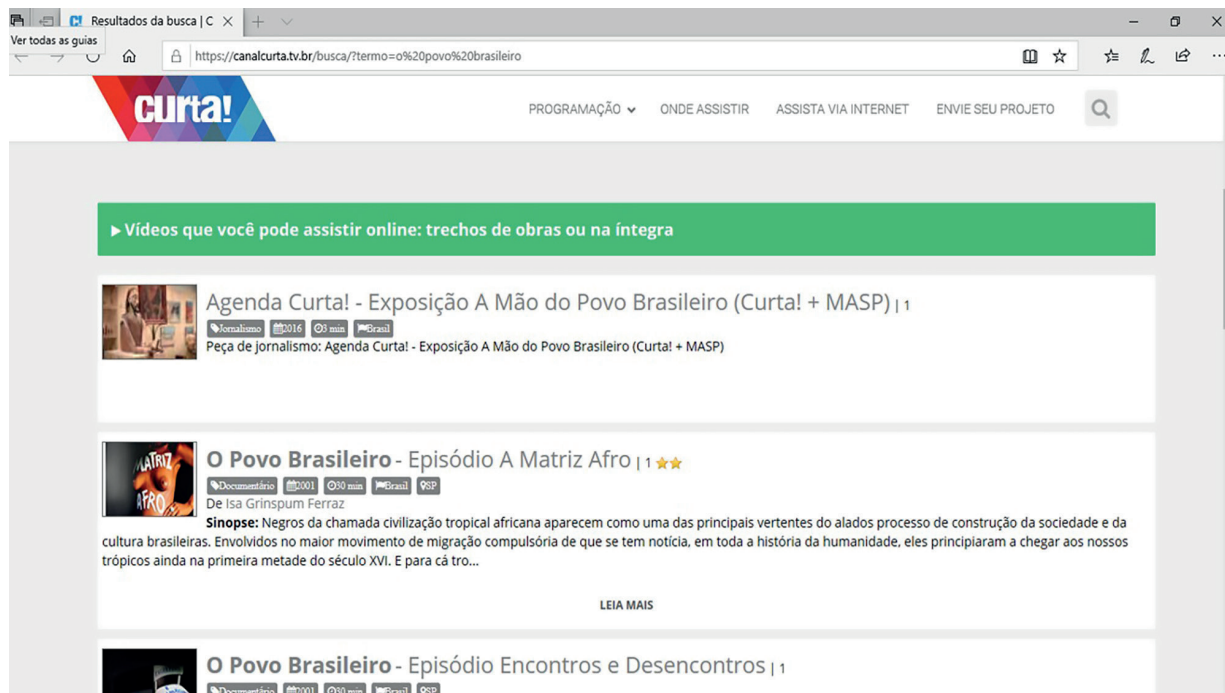 Resultados da busca | C
Ver todas as guias
https://canalcurta.tv.br/busca/?termo=o%20povo%20brasileiro
curta!
PROGRAMAÇÃO
ONDE ASSISTIR
ASSISTA VIA INTERNET
ENVIE SEU PROJETO
Vídeos que você pode assistir online: trechos de obras ou na íntegra
Agenda Curta! - Exposição A Mão do Povo Brasileiro (Curta! + MASP) | 1
Jornalismo 2016 3 min Brasil
Peça de jornalismo: Agenda Curta! - Exposição A Mão do Povo Brasileiro (Curta! + MASP)
MATRIZ
AFRO
O Povo Brasileiro - Episódio A Matriz Afro | 1
Documentário 2001 30 min Brasil SP
De Isa Grinspum Ferraz
Sinopse: Negros da chamada civilização tropical africana aparecem como uma das principais vertentes do alados processo de construção da sociedade e da
cultura brasileiras. Envolvidos no maior movimento de migração compulsória de que se tem notícia, em toda a história da humanidade, eles principiaram a chegar aos nossos
trópicos ainda na primeira metade do século XVI. E para cá tro...
LEIA MAIS
O Povo Brasileiro - Episódio Encontros e Desencontros | 1
Documentário 2001 30 min Brasil SP